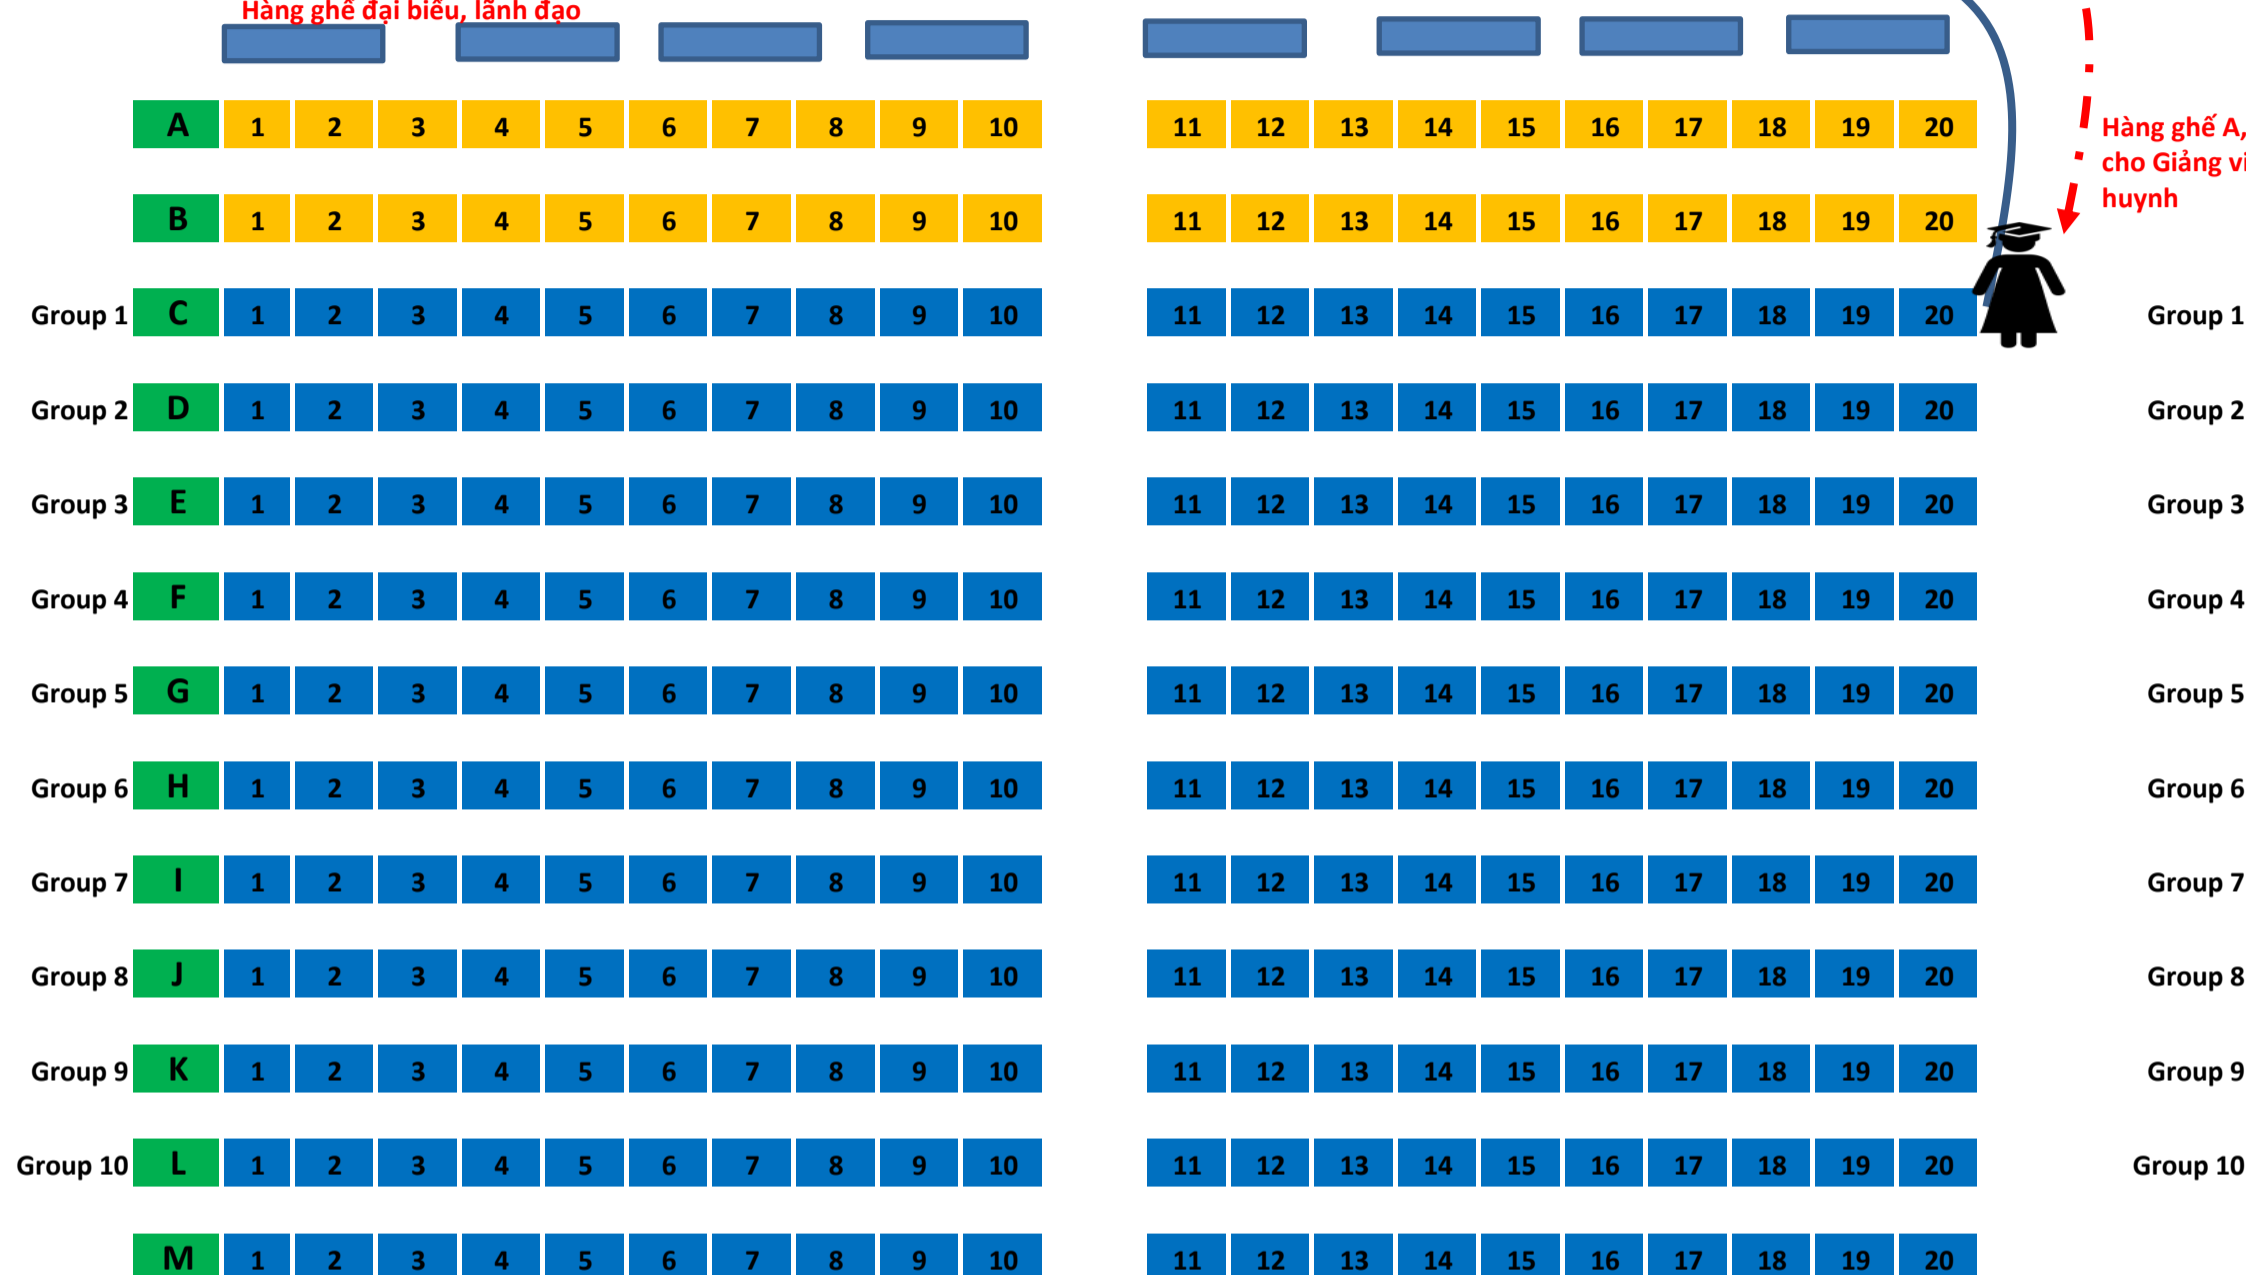 Hàng ghế đại biểu, lãnh đạo
A 1 2 3 4 5 6 7 8 9 10 11 12 13 14 15 16 17 18 19 20
Hàng ghế A,
cho Giảng vi
huynh
B 1 2 3 4 5 6 7 8 9 10 11 12 13 14 15 16 17 18 19 20
Group 1 C 1 2 3 4 5 6 7 8 9 10 11 12 13 14 15 16 17 18 19 20 Group 1
Group 2 D 1 2 3 4 5 6 7 8 9 10 11 12 13 14 15 16 17 18 19 20 Group 2
Group 3 E 1 2 3 4 5 6 7 8 9 10 11 12 13 14 15 16 17 18 19 20 Group 3
Group 4 F 1 2 3 4 5 6 7 8 9 10 11 12 13 14 15 16 17 18 19 20 Group 4
Group 5 G 1 2 3 4 5 6 7 8 9 10 11 12 13 14 15 16 17 18 19 20 Group 5
Group 6 H 1 2 3 4 5 6 7 8 9 10 11 12 13 14 15 16 17 18 19 20 Group 6
Group 7 I 1 2 3 4 5 6 7 8 9 10 11 12 13 14 15 16 17 18 19 20 Group 7
Group 8 J 1 2 3 4 5 6 7 8 9 10 11 12 13 14 15 16 17 18 19 20 Group 8
Group 9 K 1 2 3 4 5 6 7 8 9 10 11 12 13 14 15 16 17 18 19 20 Group 9
Group 10 L 1 2 3 4 5 6 7 8 9 10 11 12 13 14 15 16 17 18 19 20 Group 10
M 1 2 3 4 5 6 7 8 9 10 11 12 13 14 15 16 17 18 19 20